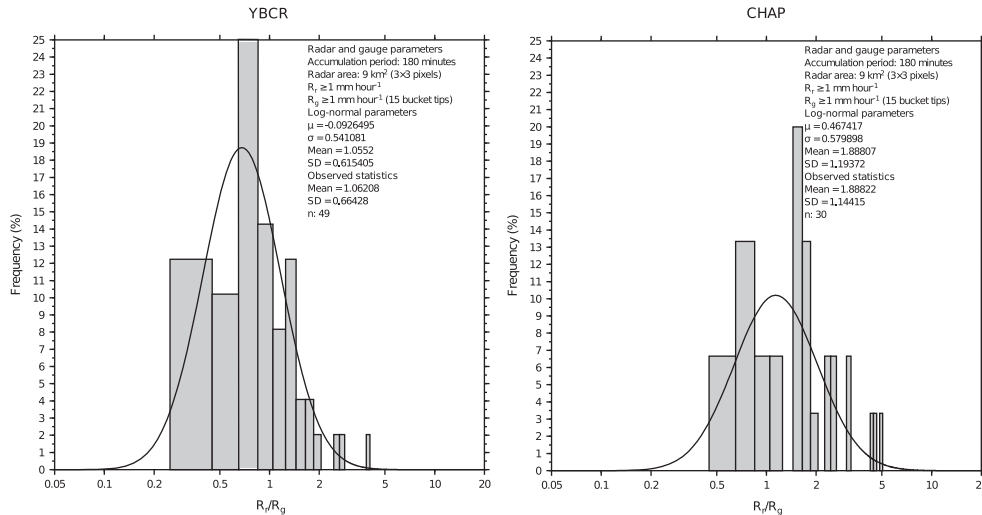 YBCR
25
24
23
22
21
20
19
18
17
16
15
14
13
12
11
10
9
8
7
6
5
4
3
2
1
0
Frequency (%)
Radar and gauge parameters
Accumulation period: 180 minutes
Radar area: 9 km² (3×3 pixels)
Rr ≥1 mm hour⁻¹
Rg ≥1 mm hour⁻¹ (15 bucket tips)
Log-normal parameters
μ =-0.0926495
σ =0.541081
Mean =1.0552
SD =0.615405
Observed statistics
Mean =1.06208
SD =0.66428
n: 49
0.05 0.1 0.2 0.5 1 2 5 10 20
Rr/Rg
CHAP
25
24
23
22
21
20
19
18
17
16
15
14
13
12
11
10
9
8
7
6
5
4
3
2
1
0
Frequency (%)
Radar and gauge parameters
Accumulation period: 180 minutes
Radar area: 9 km² (3×3 pixels)
Rr ≥1 mm hour⁻¹
Rg ≥1 mm hour⁻¹ (15 bucket tips)
Log-normal parameters
μ =0.467417
σ =0.579898
Mean =1.88807
SD =1.19372
Observed statistics
Mean =1.88822
SD =1.14415
n: 30
0.05 0.1 0.2 0.5 1 2 5 10 2
Rr/Rg